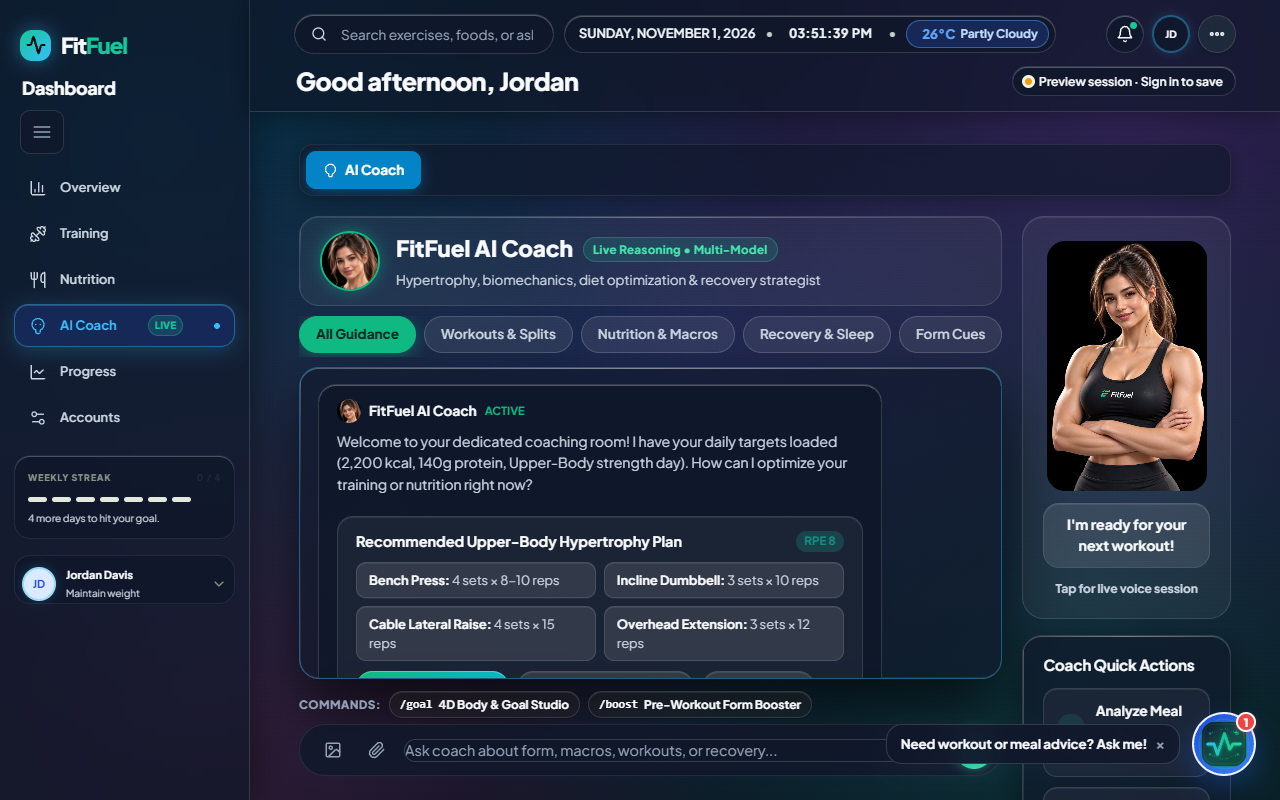 FitFuel
Dashboard
Overview
Training
Nutrition
AI Coach LIVE
Progress
Accounts
WEEKLY STREAK 0 / 4
4 more days to hit your goal.
JD
Jordan Davis
Maintain weight
Search exercises, foods, or asl
SUNDAY, NOVEMBER 1, 2026 • 03:51:39 PM • 26°C Partly Cloudy
JD
Good afternoon, Jordan
Preview session · Sign in to save
AI Coach
FitFuel AI Coach
Live Reasoning • Multi-Model
Hypertrophy, biomechanics, diet optimization & recovery strategist
All Guidance
Workouts & Splits
Nutrition & Macros
Recovery & Sleep
Form Cues
FitFuel AI Coach ACTIVE
Welcome to your dedicated coaching room! I have your daily targets loaded
(2,200 kcal, 140g protein, Upper-Body strength day). How can I optimize your
training or nutrition right now?
Recommended Upper-Body Hypertrophy Plan
RPE 8
Bench Press: 4 sets × 8–10 reps
Incline Dumbbell: 3 sets × 10 reps
Cable Lateral Raise: 4 sets × 15
reps
Overhead Extension: 3 sets × 12
reps
COMMANDS:
/goal 4D Body & Goal Studio
/boost Pre-Workout Form Booster
Ask coach about form, macros, workouts, or recovery...
FitFuel
I'm ready for your
next workout!
Tap for live voice session
Coach Quick Actions
Analyze Meal
Need workout or meal advice? Ask me! ×
1